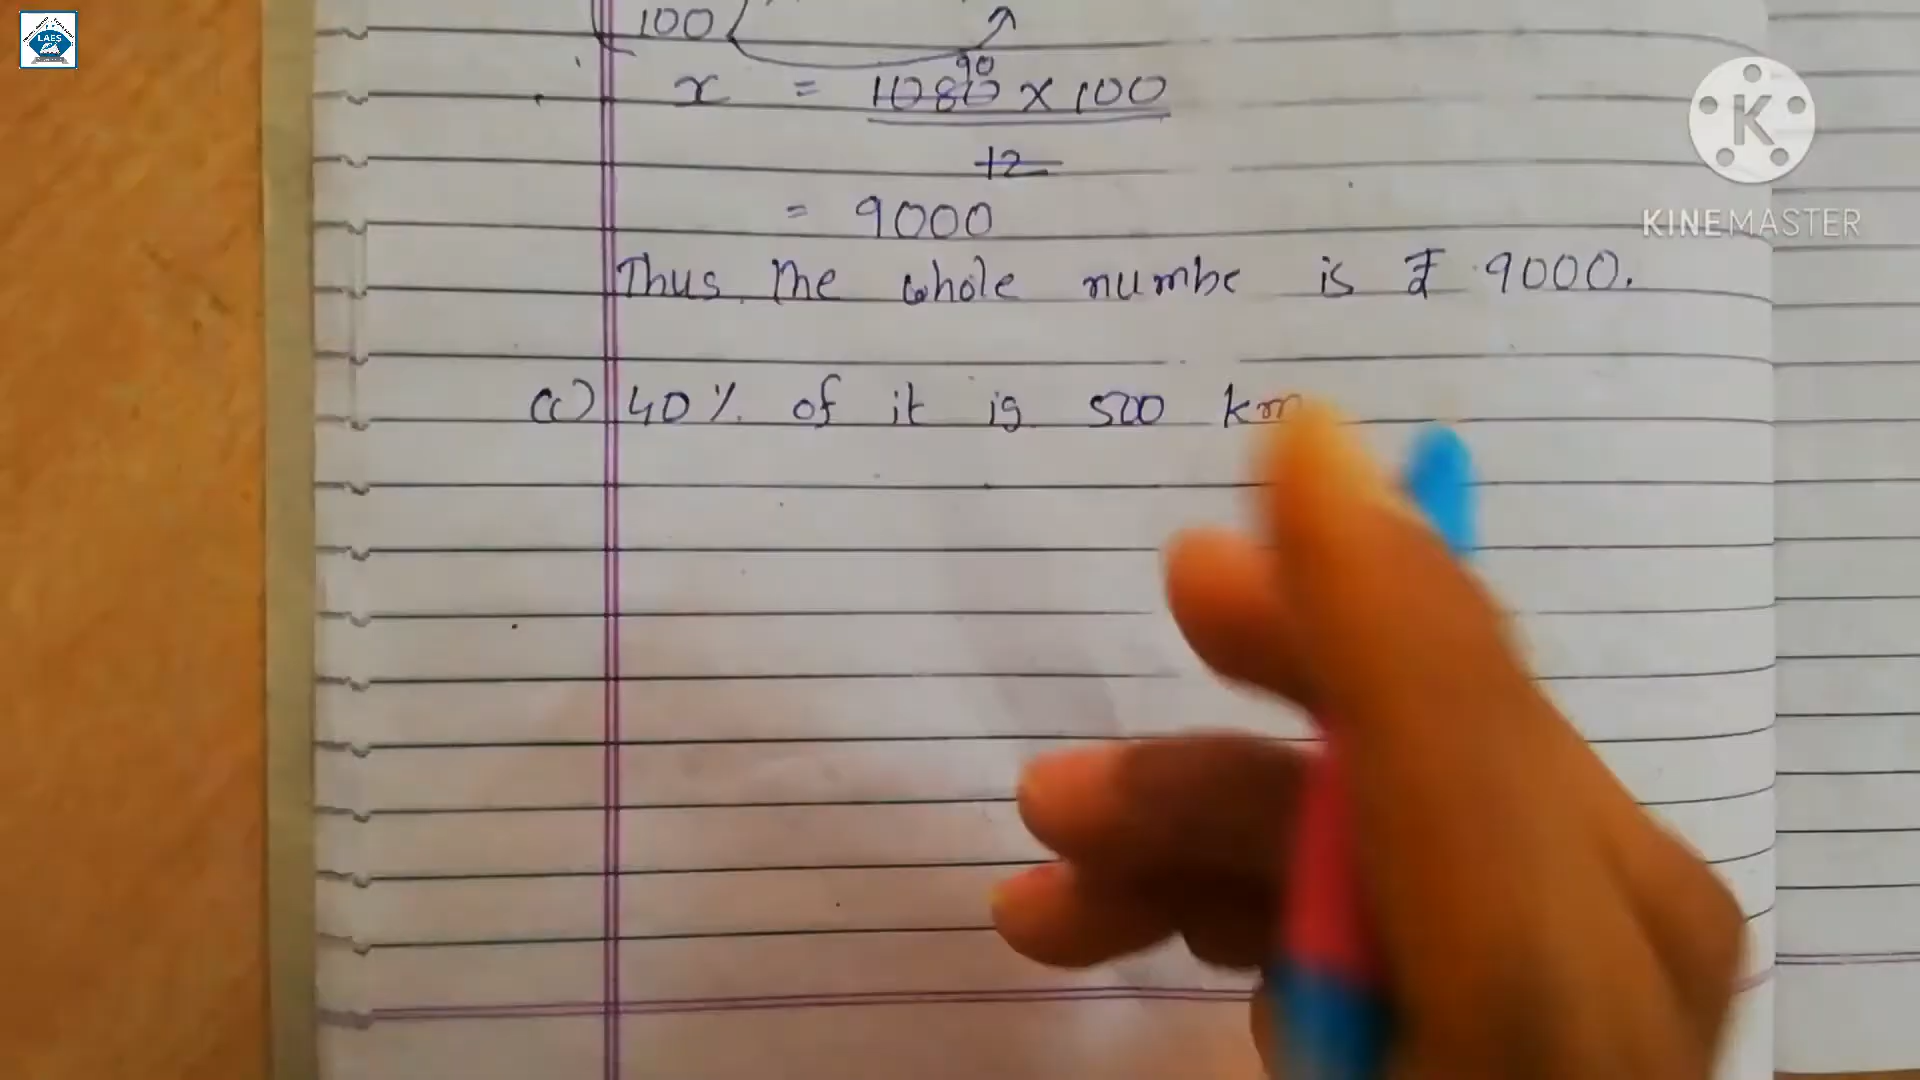 LAES
100
x = 1080 x 100
90
12
= 9000
Thus the whole numbe is ₹ 9000.
(c) 40% of it is 500 km
K
KINEMASTER